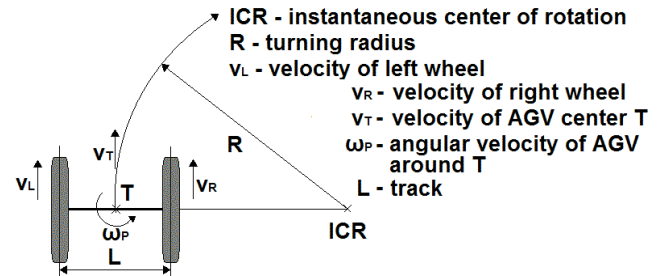 ICR - instantaneous center of rotation
R - turning radius
vL - velocity of left wheel
vR - velocity of right wheel
vT - velocity of AGV center T
ωP - angular velocity of AGV
around T
L - track
R
vT
vL
T
vR
ωP
ICR
L